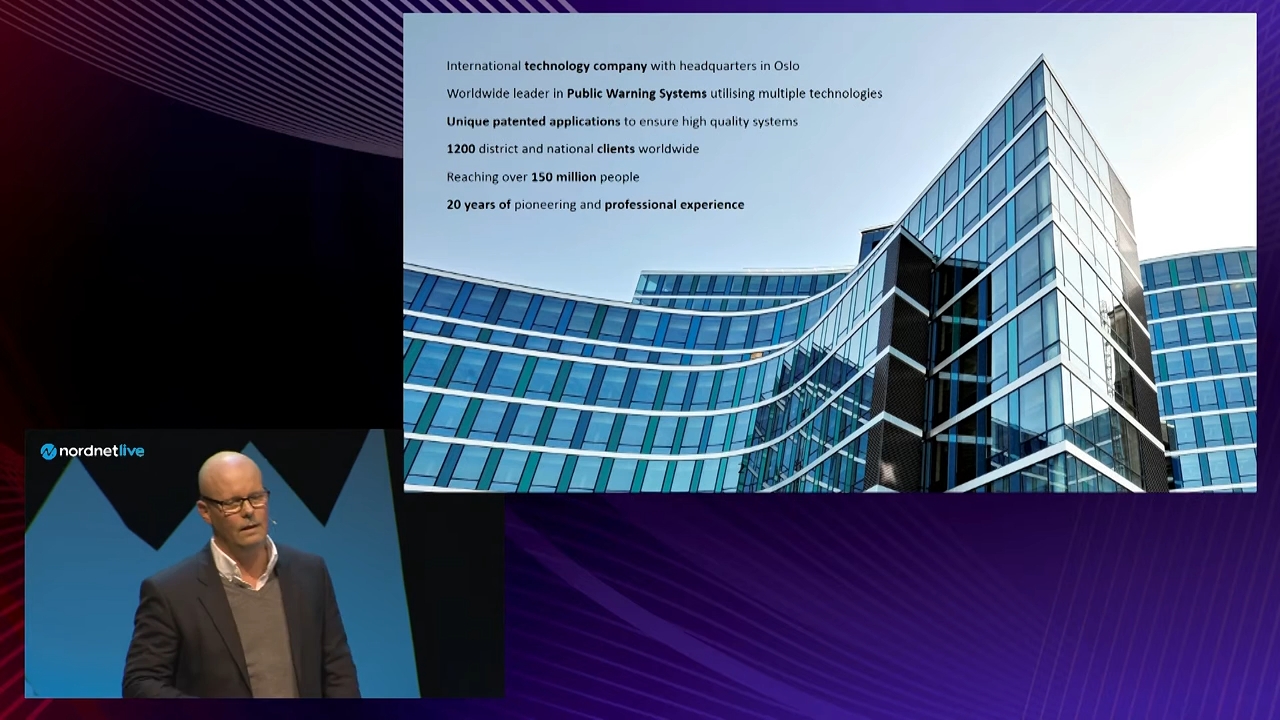 International technology company with headquarters in Oslo
Worldwide leader in Public Warning Systems utilising multiple technologies
Unique patented applications to ensure high quality systems
1200 district and national clients worldwide
Reaching over 150 million people
20 years of pioneering and professional experience
nordnetlive